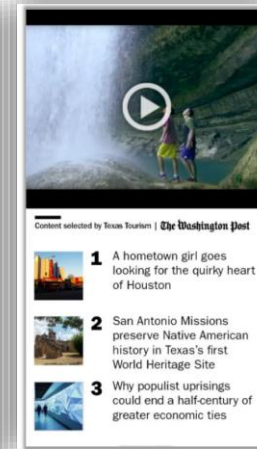 Content selected by Texas Tourism | The Washington Post
1 A hometown girl goes
looking for the quirky heart
of Houston
2 San Antonio Missions
preserve Native American
history in Texas's first
World Heritage Site
3 Why populist uprisings
could end a half-century of
greater economic ties